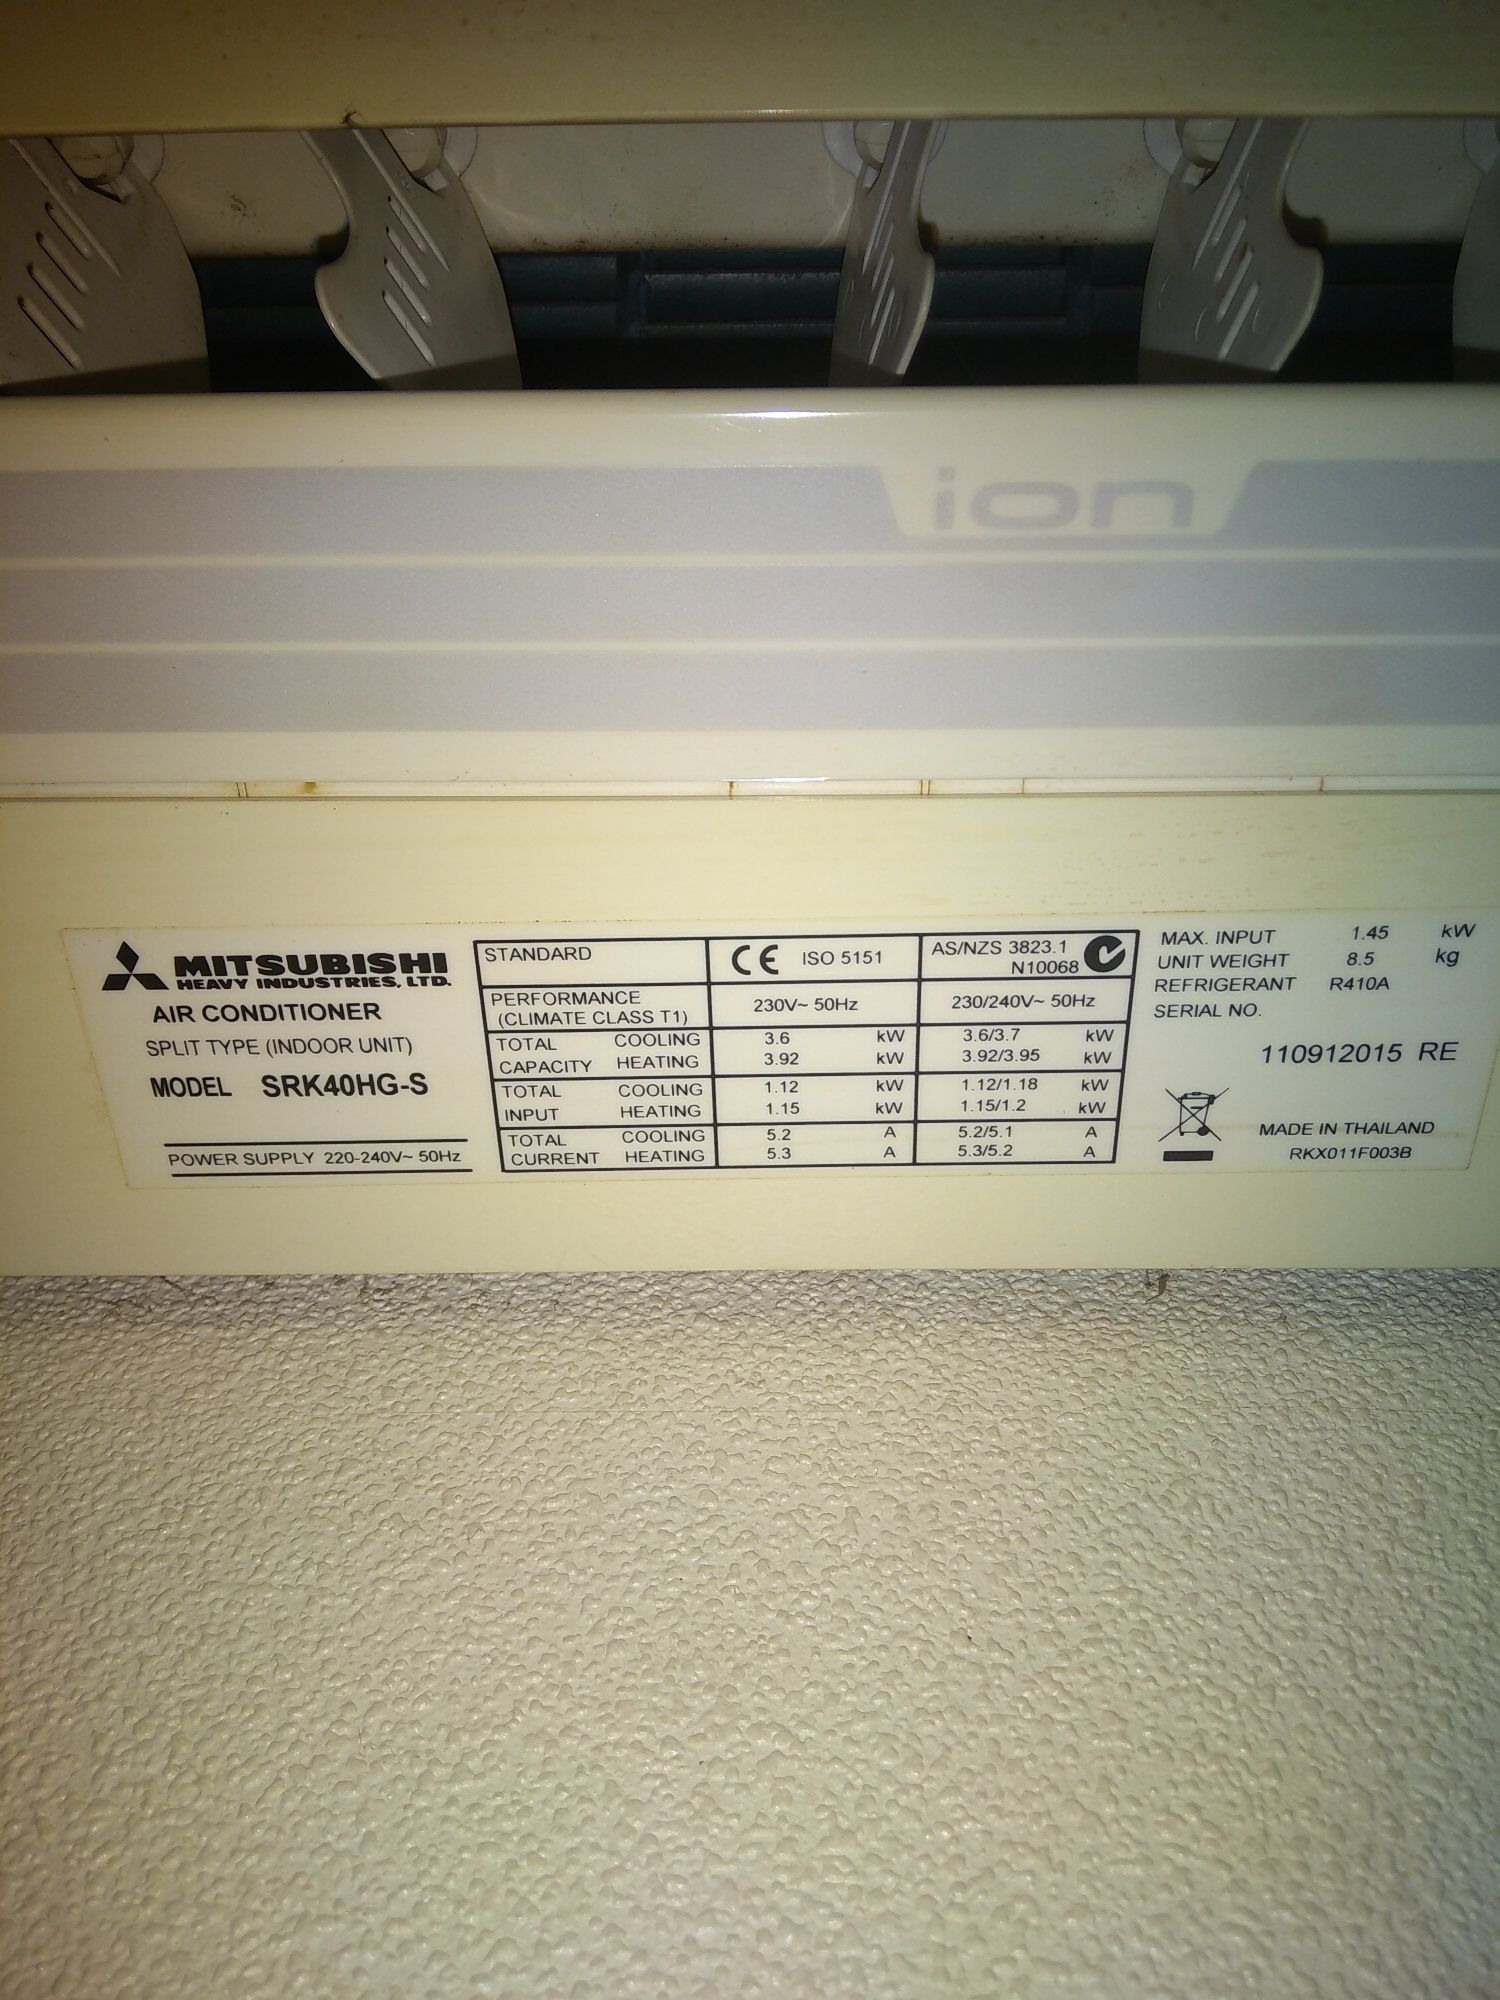 ion
MITSUBISHI
HEAVY INDUSTRIES, LTD.
AIR CONDITIONER
SPLIT TYPE (INDOOR UNIT)
MODEL SRK40HG-S
POWER SUPPLY 220-240V~ 50Hz
STANDARD CE ISO 5151 AS/NZS 3823.1
N10068
PERFORMANCE
(CLIMATE CLASS T1) 230V~ 50Hz 230/240V~ 50Hz
TOTAL COOLING 3.6 kW 3.6/3.7 kW
CAPACITY HEATING 3.92 kW 3.92/3.95 kW
TOTAL COOLING 1.12 kW 1.12/1.18 kW
INPUT HEATING 1.15 kW 1.15/1.2 kW
TOTAL COOLING 5.2 A 5.2/5.1 A
CURRENT HEATING 5.3 A 5.3/5.2 A
MAX. INPUT 1.45 kW
UNIT WEIGHT 8.5 kg
REFRIGERANT R410A
SERIAL NO.
110912015 RE
MADE IN THAILAND
RKX011F003B